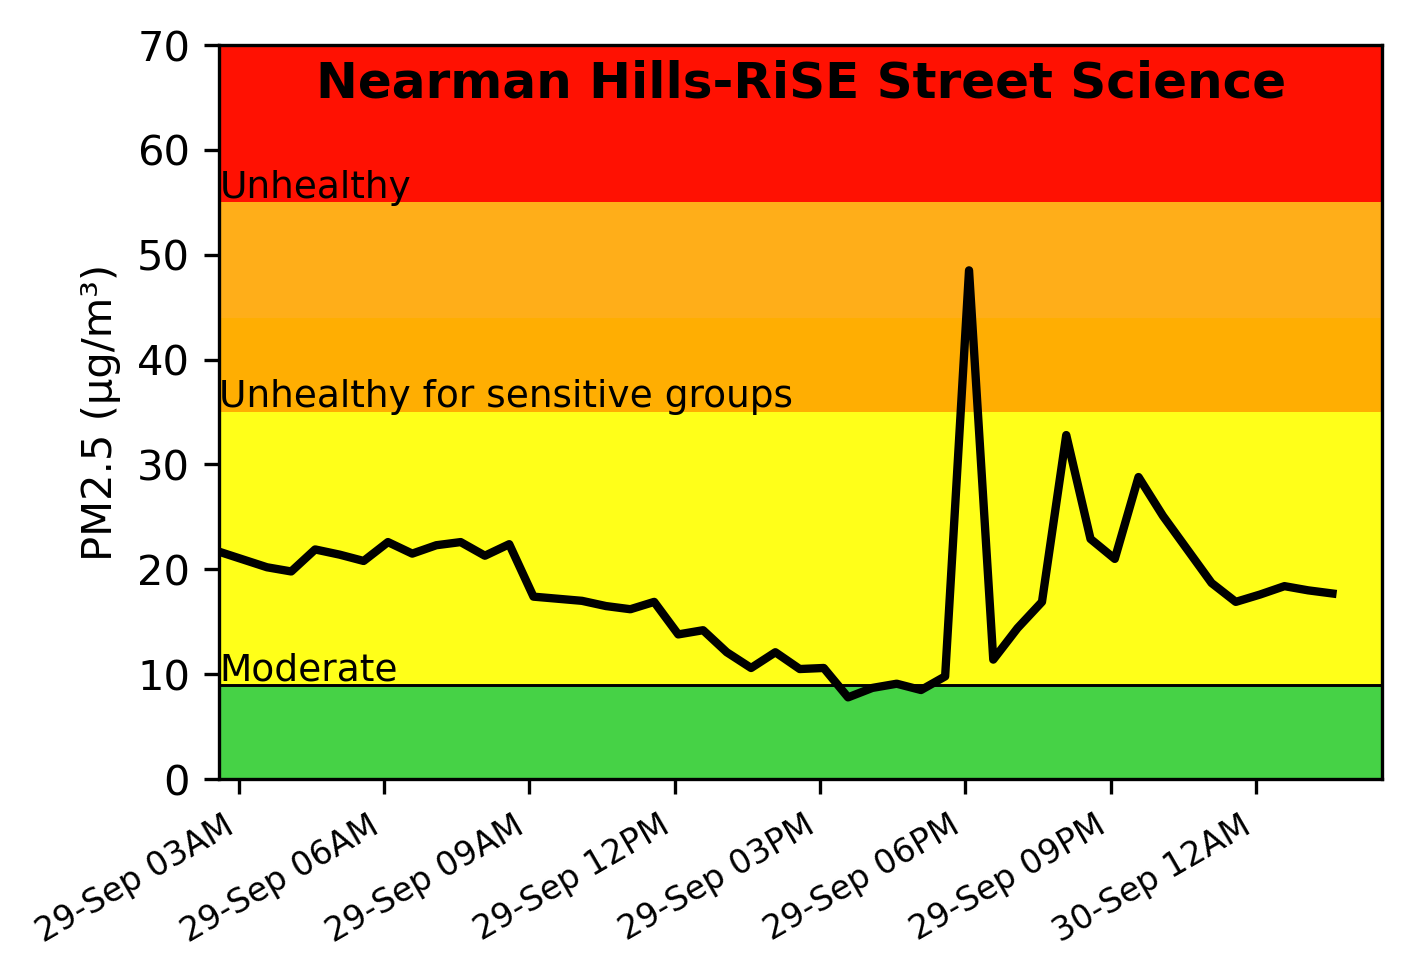 Nearman Hills-RiSE Street Science
70
60
Unhealthy
50
40
Unhealthy for sensitive groups
30
20
Moderate
10
0
PM2.5 (µg/m³)
29-Sep 03AM
29-Sep 06AM
29-Sep 09AM
29-Sep 12PM
29-Sep 03PM
29-Sep 06PM
29-Sep 09PM
30-Sep 12AM